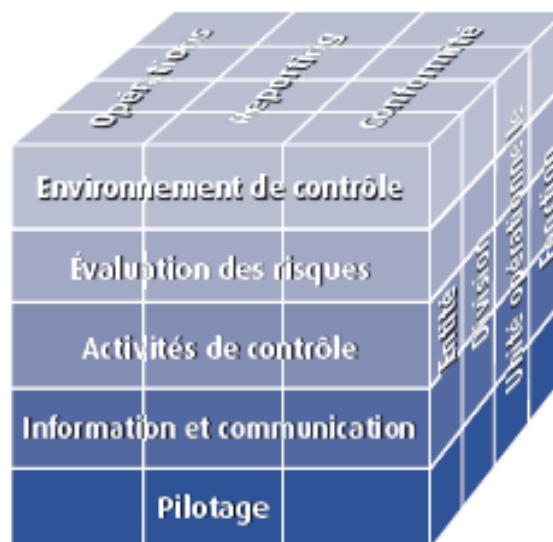 Opérations
Reporting
Conformité
Environnement de contrôle
Évaluation des risques
Activités de contrôle
Information et communication
Pilotage
Entité
Division
Unité opérationnelle
Fonction